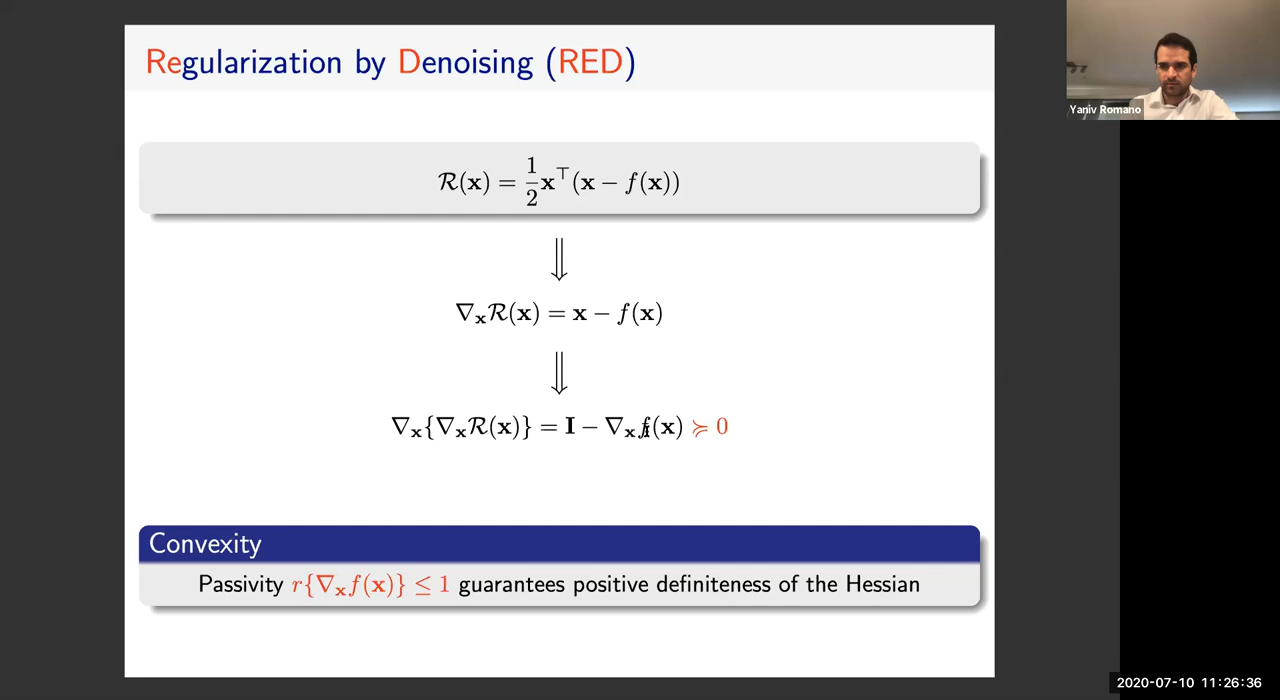 Regularization by Denoising (RED)
Yaniv Romano
R(x) = 1/2 x^⊤(x − f(x))
⇓
∇_x R(x) = x − f(x)
⇓
∇_x{∇_x R(x)} = I − ∇_x f(x) ≽ 0
Convexity
Passivity r{∇_x f(x)} ≤ 1 guarantees positive definiteness of the Hessian
2020-07-10 11:26:36